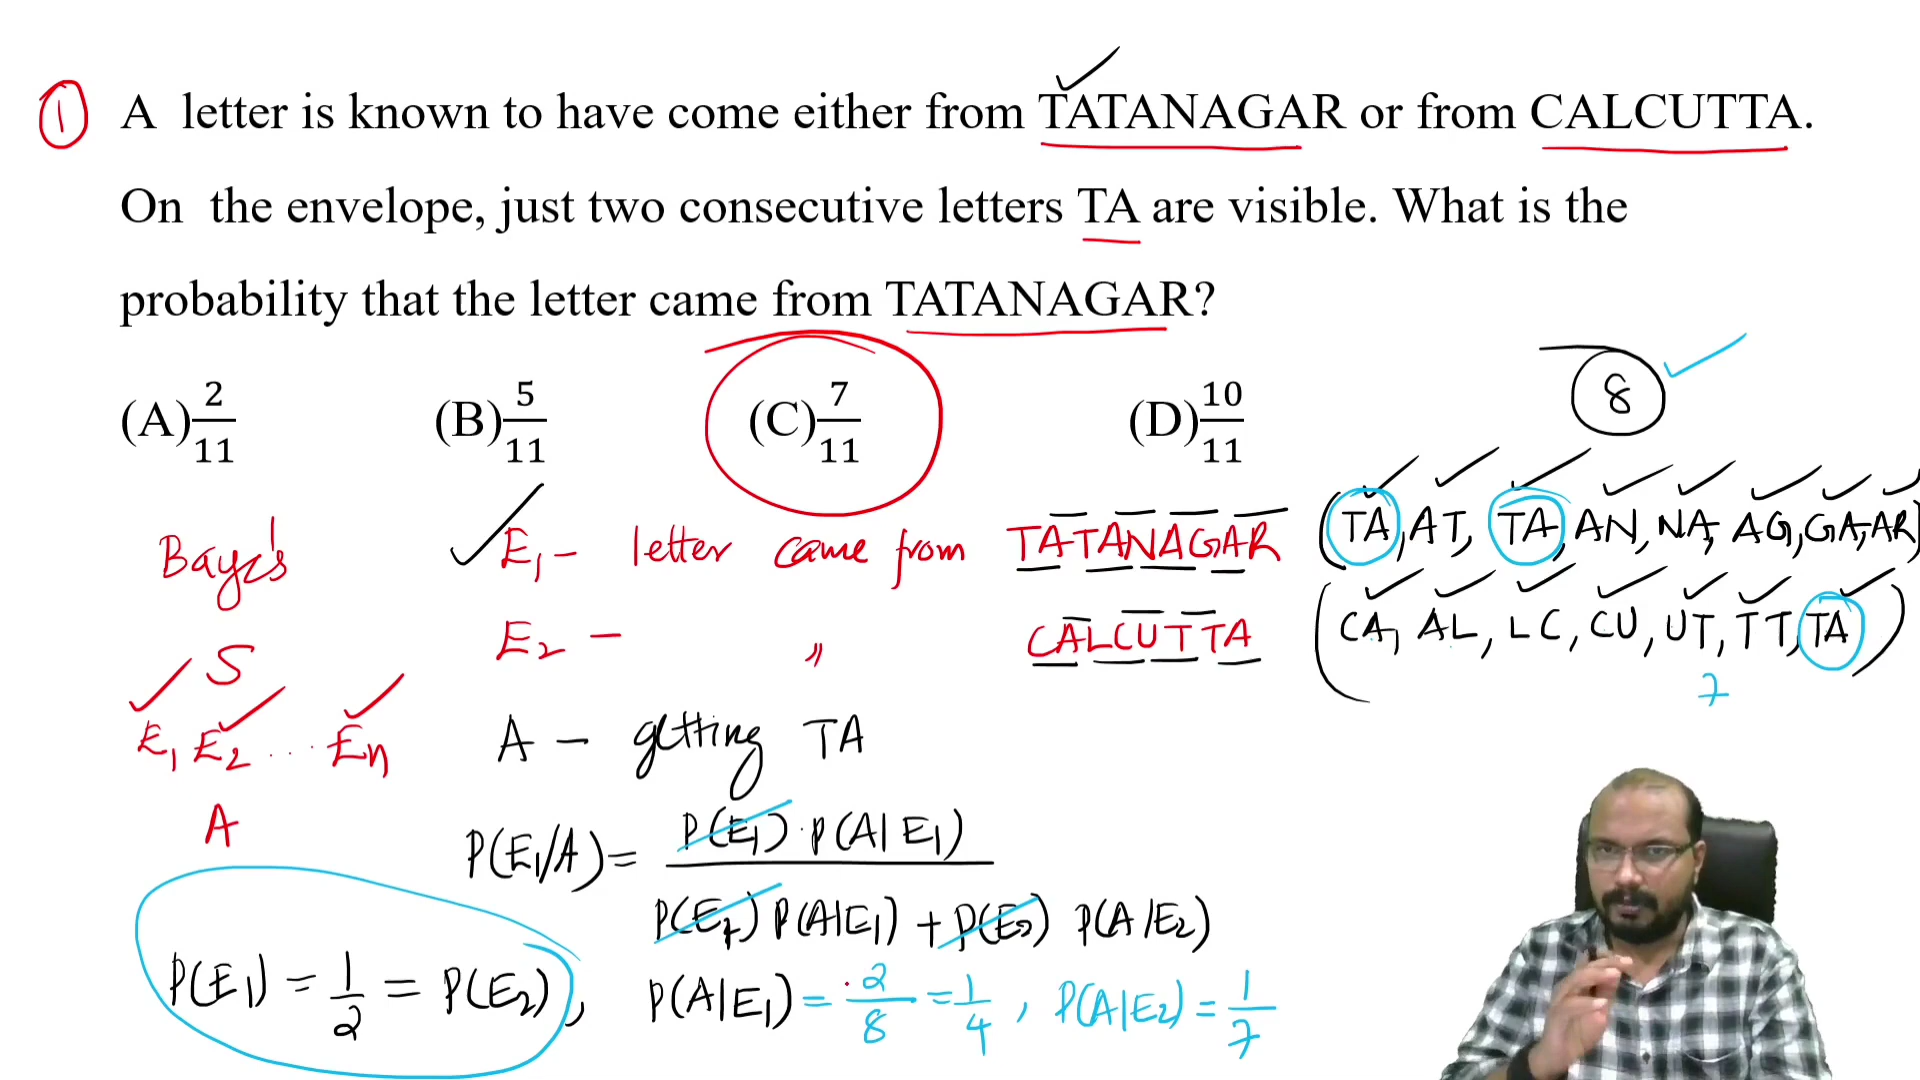 1 A letter is known to have come either from TATANAGAR or from CALCUTTA.
On the envelope, just two consecutive letters TA are visible. What is the
probability that the letter came from TATANAGAR?
(A) 2/11 (B) 5/11 (C) 7/11 (D) 10/11
8
Baye's
E₁ – letter came from TATANAGAR (TA, AT, TA, AN, NA, AG, GA, AR)
E₂ – 〃 CALCUTTA (CA, AL, LC, CU, UT, TT, TA)
7
S
E₁ E₂ ... En
A – getting TA
A
P(E₁/A) = P(E₁) · P(A|E₁)
P(E₁) P(A|E₁) + P(E₂) P(A/E₂)
P(E₁) = 1/2 = P(E₂), P(A|E₁) = 2/8 = 1/4, P(A|E₂) = 1/7